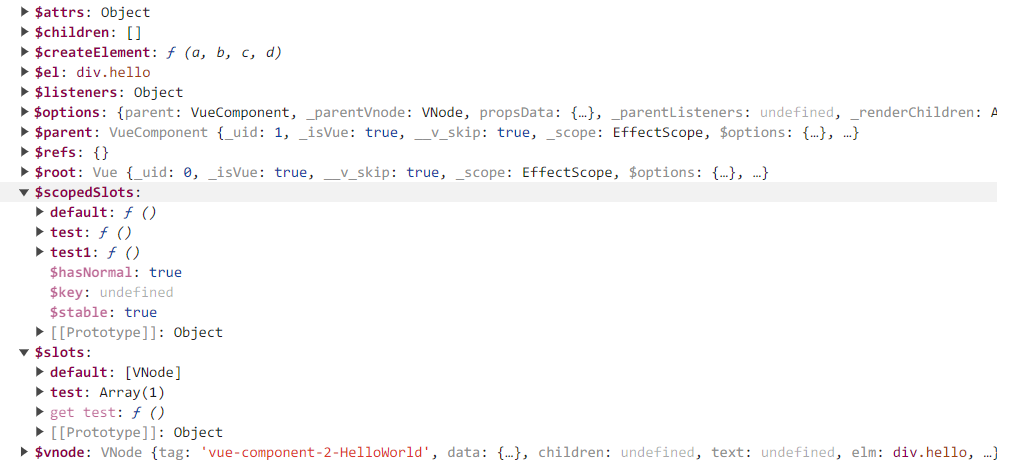 $attrs: Object
$children: []
$createElement: ƒ (a, b, c, d)
$el: div.hello
$listeners: Object
$options: {parent: VueComponent, _parentVnode: VNode, propsData: {…}, _parentListeners: undefined, _renderChildren: A
$parent: VueComponent {_uid: 1, _isVue: true, __v_skip: true, _scope: EffectScope, $options: {…}, …}
$refs: {}
$root: Vue {_uid: 0, _isVue: true, __v_skip: true, _scope: EffectScope, $options: {…}, …}
$scopedSlots:
default: ƒ ()
test: ƒ ()
test1: ƒ ()
$hasNormal: true
$key: undefined
$stable: true
[[Prototype]]: Object
$slots:
default: [VNode]
test: Array(1)
get test: ƒ ()
[[Prototype]]: Object
$vnode: VNode {tag: 'vue-component-2-HelloWorld', data: {…}, children: undefined, text: undefined, elm: div.hello, …}